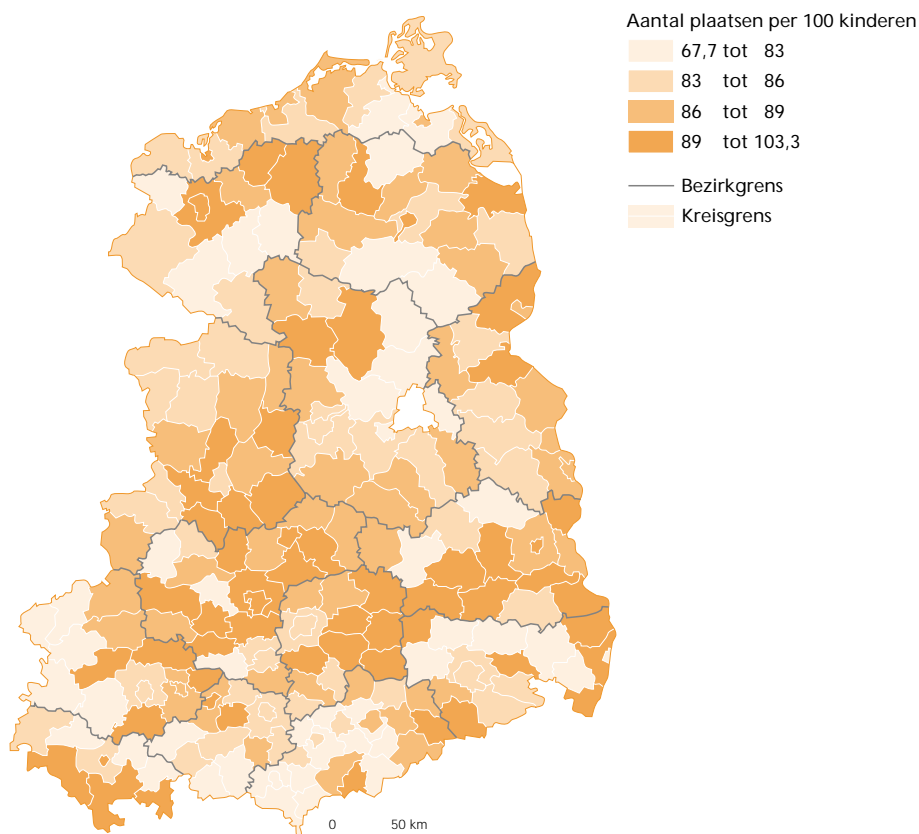 Aantal plaatsen per 100 kinderen
67,7 tot 83
83 tot 86
86 tot 89
89 tot 103,3
Bezirkgrens
Kreisgrens
0 50 km